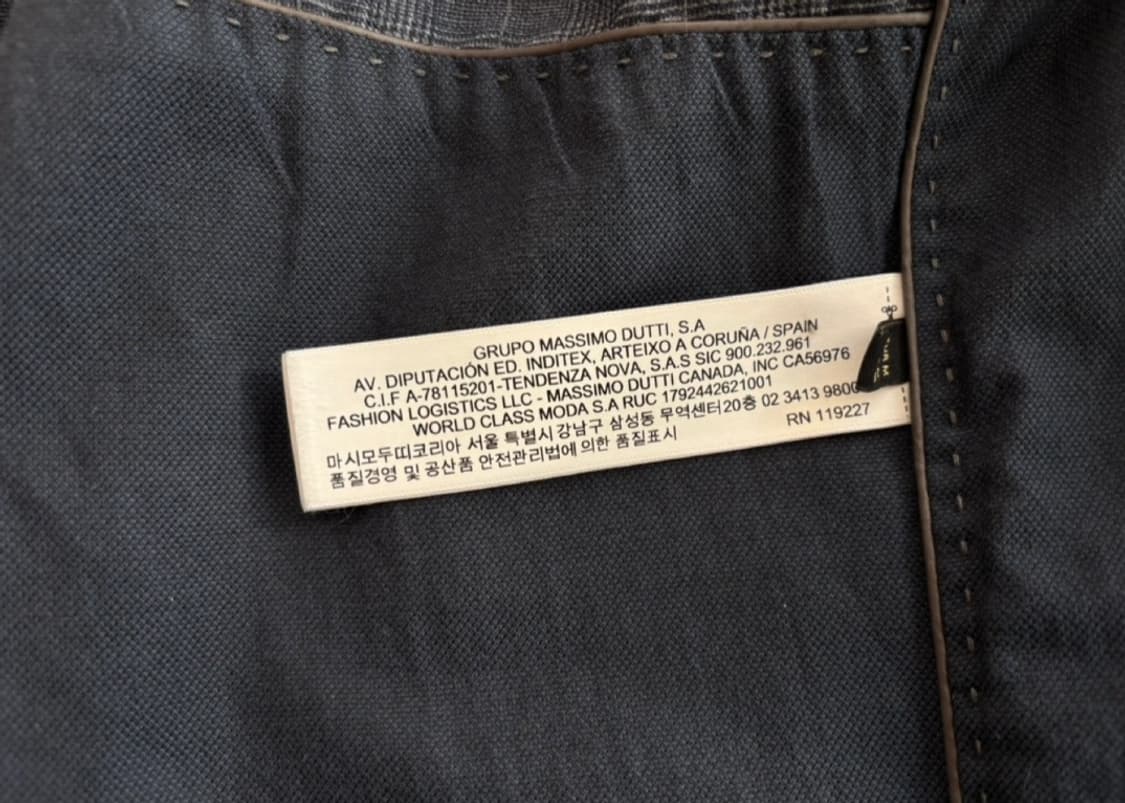 GRUPO MASSIMO DUTTI, S.A
AV. DIPUTACIÓN ED. INDITEX, ARTEIXO A CORUÑA / SPAIN
C.I.F A-78115201-TENDENZA NOVA, S.A.S SIC 900.232.961
FASHION LOGISTICS LLC - MASSIMO DUTTI CANADA, INC CA56976
WORLD CLASS MODA S.A RUC 1792442621001
마시모두띠코리아 서울 특별시 강남구 삼성동 무역센터20층 02 3413 9800
품질경영 및 공산품 안전관리법에 의한 품질표시
RN 119227